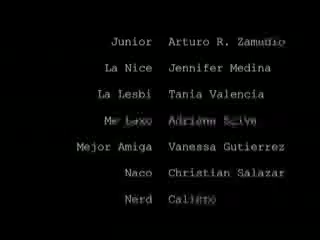 Junior Arturo R. Zamudio
La Nice Jennifer Medina
La Lesbi Tania Valencia
Adriana
Mejor Amiga Vanessa Gutierrez
Naco Christian Salazar
Nerd